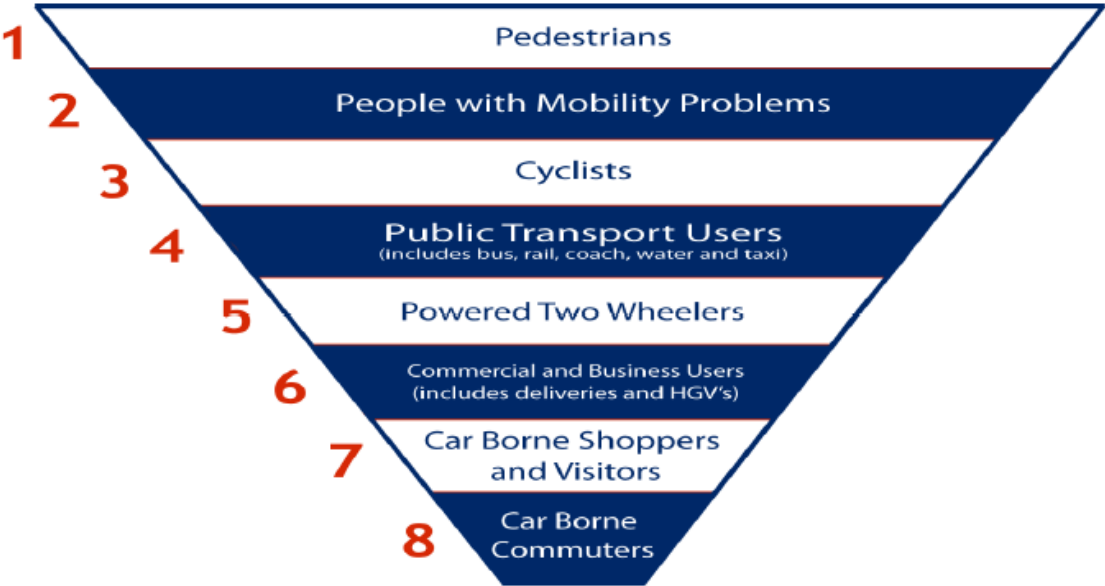 1
Pedestrians
2
People with Mobility Problems
3
Cyclists
4
Public Transport Users
(includes bus, rail, coach, water and taxi)
5
Powered Two Wheelers
6
Commercial and Business Users
(includes deliveries and HGV's)
7
Car Borne Shoppers
and Visitors
8
Car Borne
Commuters